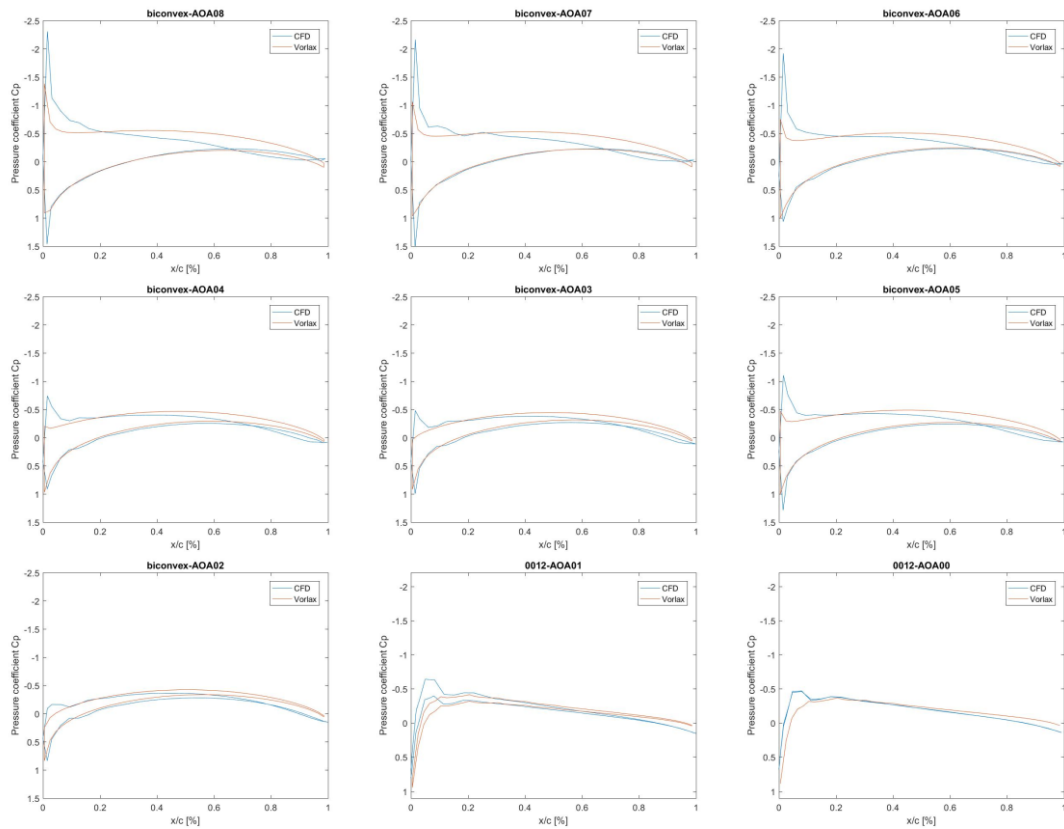 biconvex-AOA08
-2.5
-2
-1.5
-1
-0.5
0
0.5
1
1.5
Pressure coefficient Cp
CFD
Vorlax
0 0.2 0.4 0.6 0.8 1
x/c [%]
biconvex-AOA07
-2.5
-2
-1.5
-1
-0.5
0
0.5
1
1.5
Pressure coefficient Cp
CFD
Vorlax
0 0.2 0.4 0.6 0.8 1
x/c [%]
biconvex-AOA06
-2.5
-2
-1.5
-1
-0.5
0
0.5
1
1.5
Pressure coefficient Cp
CFD
Vorlax
0 0.2 0.4 0.6 0.8 1
x/c [%]
biconvex-AOA04
-2.5
-2
-1.5
-1
-0.5
0
0.5
1
1.5
Pressure coefficient Cp
CFD
Vorlax
0 0.2 0.4 0.6 0.8 1
x/c [%]
biconvex-AOA03
-2.5
-2
-1.5
-1
-0.5
0
0.5
1
1.5
Pressure coefficient Cp
CFD
Vorlax
0 0.2 0.4 0.6 0.8 1
x/c [%]
biconvex-AOA05
-2.5
-2
-1.5
-1
-0.5
0
0.5
1
1.5
Pressure coefficient Cp
CFD
Vorlax
0 0.2 0.4 0.6 0.8 1
x/c [%]
biconvex-AOA02
-2.5
-2
-1.5
-1
-0.5
0
0.5
1
1.5
Pressure coefficient Cp
CFD
Vorlax
0 0.2 0.4 0.6 0.8 1
x/c [%]
0012-AOA01
-2
-1.5
-1
-0.5
0
0.5
1
Pressure coefficient Cp
CFD
Vorlax
0 0.2 0.4 0.6 0.8 1
x/c [%]
0012-AOA00
-2
-1.5
-1
-0.5
0
0.5
1
Pressure coefficient Cp
CFD
Vorlax
0 0.2 0.4 0.6 0.8 1
x/c [%]